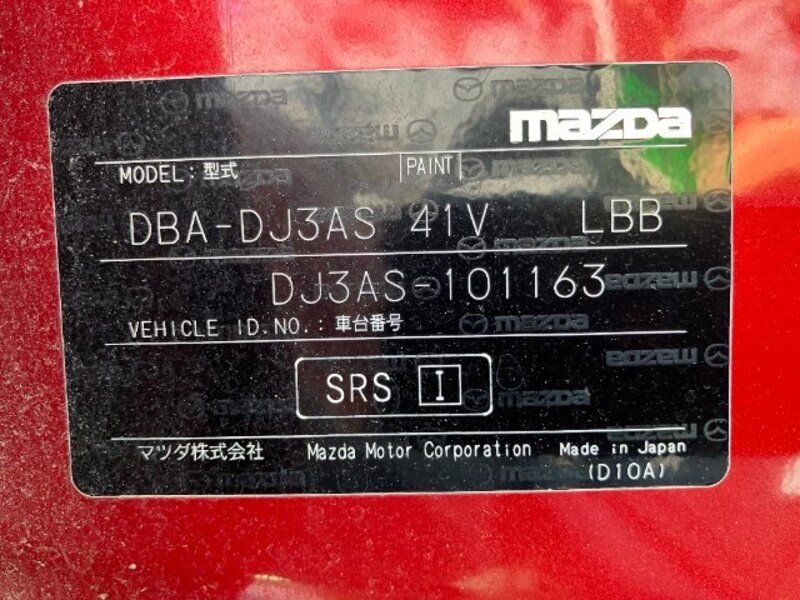 mazda
MODEL: 型式 PAINT
DBA-DJ3AS 41V LBB
DJ3AS-101163
VEHICLE ID.NO.: 車台番号
SRS I
マツダ株式会社 Mazda Motor Corporation Made in Japan
(D10A)